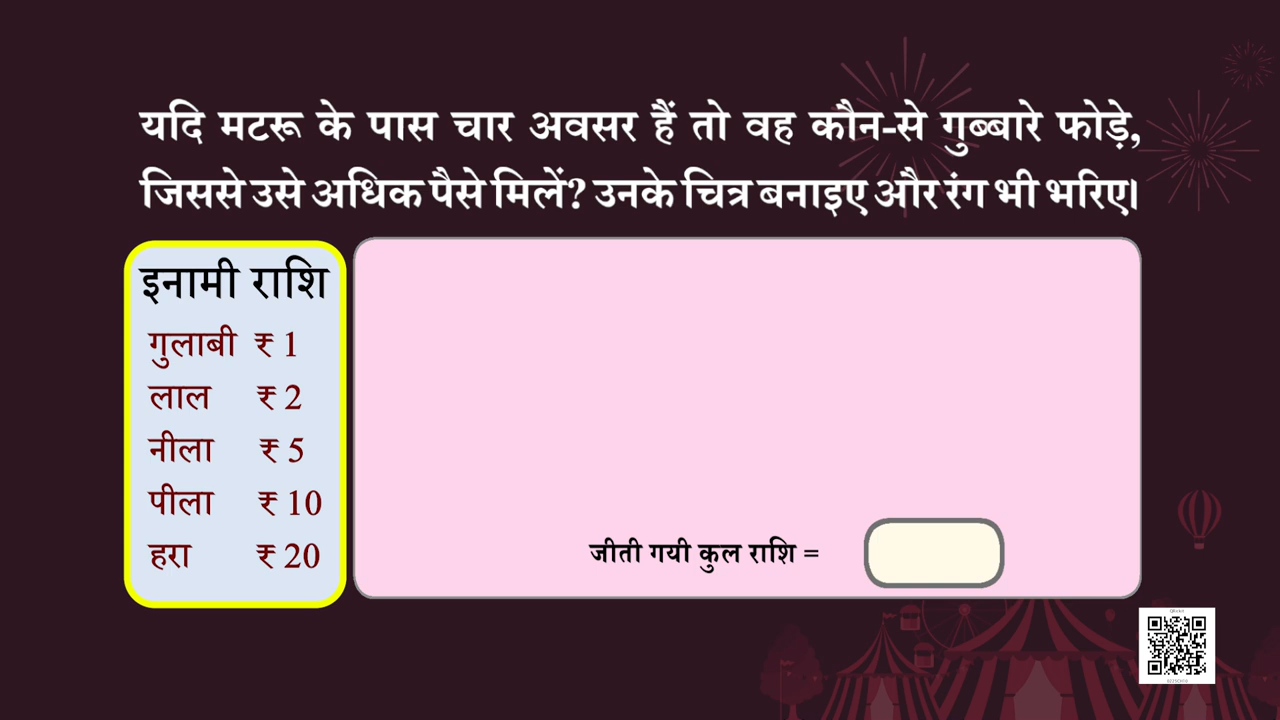 यदि मटरू के पास चार अवसर हैं तो वह कौन-से गुब्बारे फोड़े,
जिससे उसे अधिक पैसे मिलें? उनके चित्र बनाइए और रंग भी भरिए।
इनामी राशि
गुलाबी ₹ 1
लाल ₹ 2
नीला ₹ 5
पीला ₹ 10
हरा ₹ 20
जीती गयी कुल राशि =